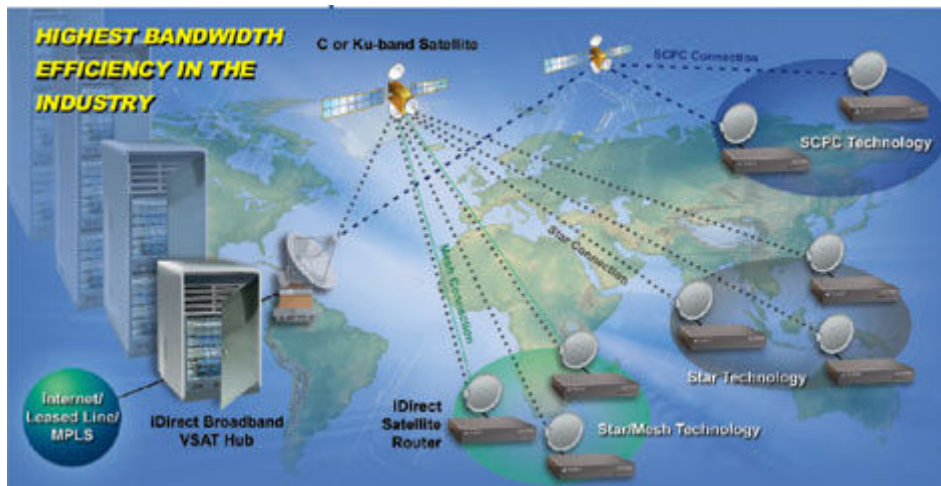 HIGHEST BANDWIDTH
EFFICIENCY IN THE
INDUSTRY
C or Ku-band Satellite
SCPC Connection
SCPC Technology
Star Connection
Mesh Connection
Star Technology
Internet/
Leased Line/
MPLS
iDirect Broadband
VSAT Hub
iDirect
Satellite
Router
Star/Mesh Technology